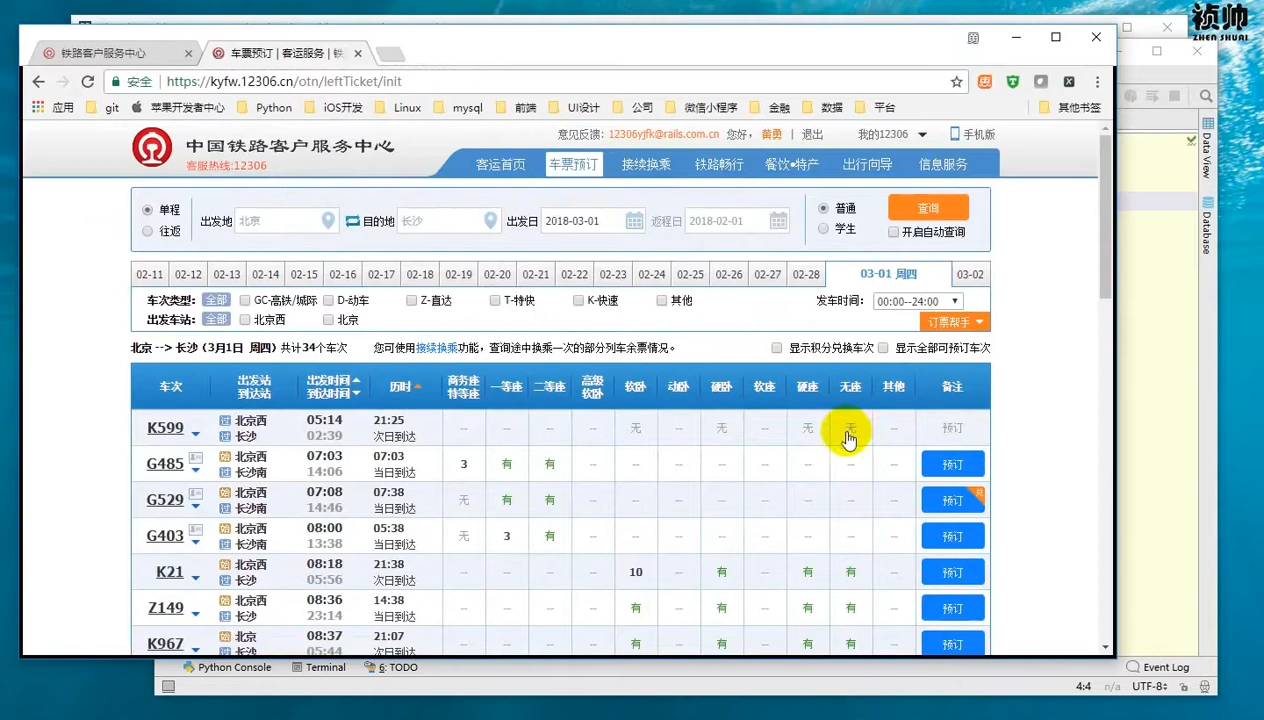 祯帅
ZHEN SHUAI
铁路客户服务中心
车票预订 | 客运服务 | 铁
安全 https://kyfw.12306.cn/otn/leftTicket/init
应用 git 苹果开发者中心 Python iOS开发 Linux mysql 前端 UI设计 公司 微信小程序 金融 数据 平台 其他书签
意见反馈: 12306yjfk@rails.com.cn 您好, 黄勇 | 退出 我的12306 手机版
中国铁路客户服务中心
客服热线:12306
客运首页 车票预订 接续换乘 铁路畅行 餐饮•特产 出行向导 信息服务
单程 往返 出发地 北京 目的地 长沙 出发日 2018-03-01 返程日 2018-02-01 普通 学生 查询 开启自动查询
02-11 02-12 02-13 02-14 02-15 02-16 02-17 02-18 02-19 02-20 02-21 02-22 02-23 02-24 02-25 02-26 02-27 02-28 03-01 周四 03-02
车次类型: 全部 GC-高铁/城际 D-动车 Z-直达 T-特快 K-快速 其他 发车时间: 00:00--24:00
出发车站: 全部 北京西 北京
订票帮手
北京 --> 长沙 (3月1日 周四) 共计34个车次 您可使用接续换乘功能，查询途中换乘一次的部分列车余票情况。 显示积分兑换车次 显示全部可预订车次
车次 出发站 到达站 出发时间 到达时间 历时 商务座 特等座 一等座 二等座 高级 软卧 软卧 动卧 硬卧 软座 硬座 无座 其他 备注
K599 过 北京西 过 长沙 05:14 02:39 21:25 次日到达 -- -- -- -- 无 -- 无 -- 无 无 -- 预订
G485 始 北京西 过 长沙南 07:03 14:06 07:03 当日到达 3 有 有 -- -- -- -- -- -- -- -- 预订
G529 始 北京西 过 长沙南 07:08 14:46 07:38 当日到达 无 有 有 -- -- -- -- -- -- -- -- 预订
G403 始 北京西 过 长沙南 08:00 13:38 05:38 当日到达 无 3 有 -- -- -- -- -- -- -- -- 预订
K21 始 北京西 过 长沙 08:18 05:56 21:38 次日到达 -- -- -- -- 10 -- 有 -- 有 有 -- 预订
Z149 始 北京西 过 长沙 08:36 23:14 14:38 当日到达 -- -- -- -- 有 -- 有 -- 有 有 -- 预订
K967 始 北京 过 长沙 08:37 05:44 21:07 次日到达 -- -- -- -- 有 -- 有 -- 有 有 -- 预订
Data View
Database
Python Console Terminal 6: TODO Event Log
4:4 n/a UTF-8